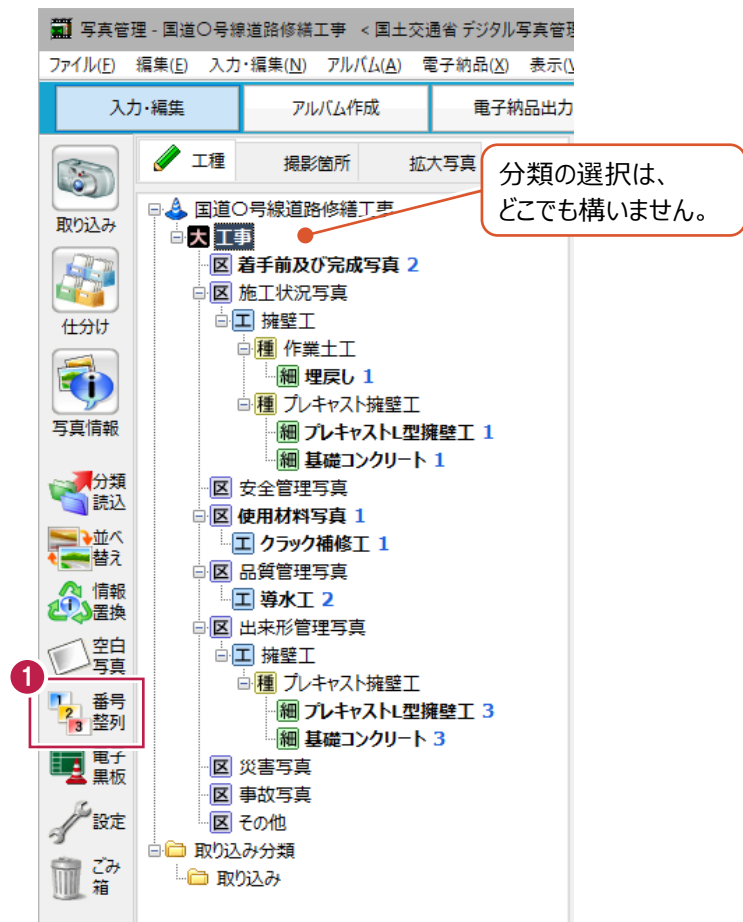 写真管理 - 国道〇号線道路修繕工事 < 国土交通省 デジタル写真管理
ファイル(F) 編集(E) 入力・編集(N) アルバム(A) 電子納品(X) 表示(
入力・編集 アルバム作成 電子納品出力
工種 撮影箇所 拡大写真
分類の選択は、
どこでも構いません。
取り込み
仕分け
写真情報
分類
読込
並べ
替え
情報
置換
空白
写真
1
1 2 3
番号
整列
電子
黒板
設定
ごみ
箱
国道〇号線道路修繕工事
大 工事
区 着手前及び完成写真 2
区 施工状況写真
工 擁壁工
種 作業土工
細 埋戻し 1
種 プレキャスト擁壁工
細 プレキャストL型擁壁工 1
細 基礎コンクリート 1
区 安全管理写真
区 使用材料写真 1
工 クラック補修工 1
区 品質管理写真
工 導水工 2
区 出来形管理写真
工 擁壁工
種 プレキャスト擁壁工
細 プレキャストL型擁壁工 3
細 基礎コンクリート 3
区 災害写真
区 事故写真
区 その他
取り込み分類
取り込み